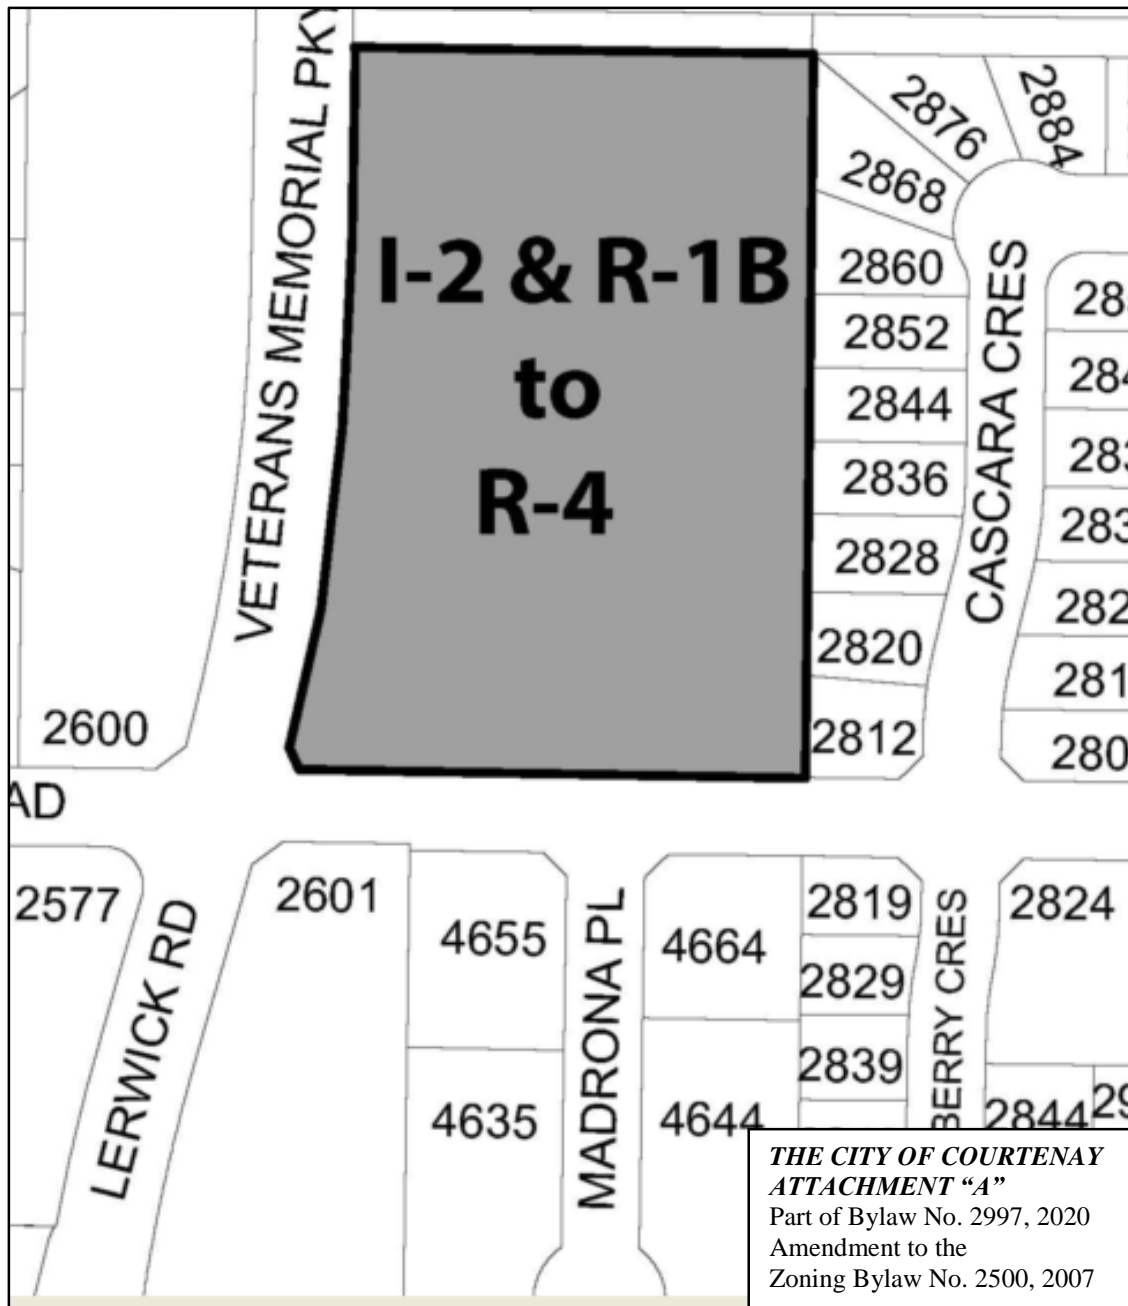 VETERANS MEMORIAL PKY
I-2 & R-1B
to
R-4
2876
2884
2868
2860
2852
2844
2836
2828
2820
2812
CASCARA CRES
2600
AD
2577
LERWICK RD
2601
4655
4635
MADRONA PL
4664
4644
2819
2829
2839
BERRY CRES
2824
2844
THE CITY OF COURTENAY
ATTACHMENT “A”
Part of Bylaw No. 2997, 2020
Amendment to the
Zoning Bylaw No. 2500, 2007